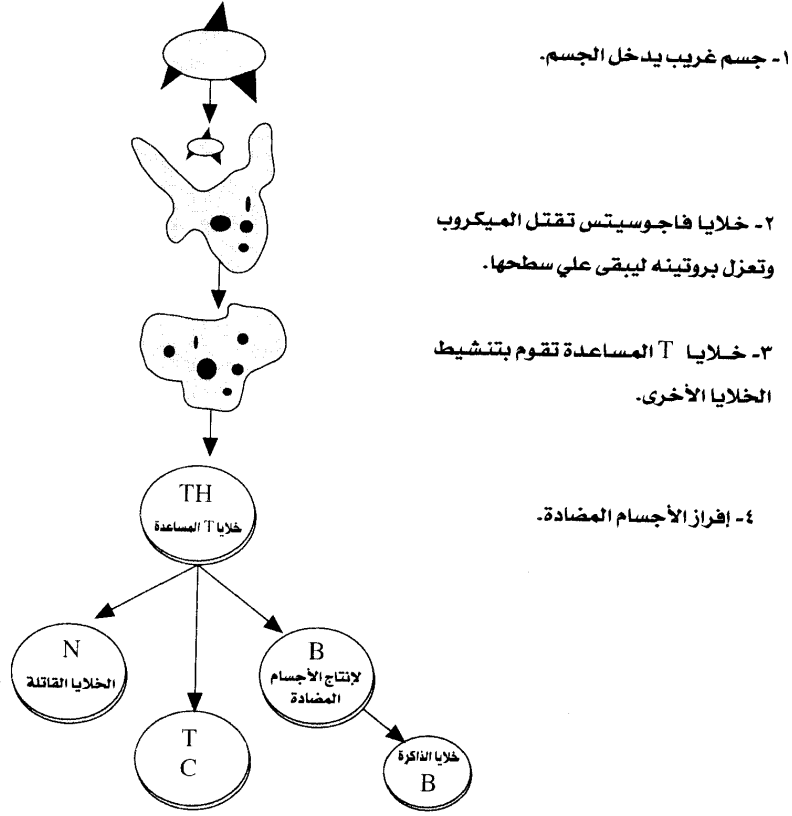 ١- جسم غريب يدخل الجسم.
٢- خلايا فاجوسيتس تقتل الميكروب
وتعزل بروتينه ليبقى علي سطحها.
٣- خلايا T المساعدة تقوم بتنشيط
الخلايا الأخرى.
٤- إفراز الأجسام المضادة.
TH
خلايا T المساعدة
N
الخلايا القاتلة
B
لإنتاج الأجسام
المضادة
T
C
خلايا الذاكرة
B